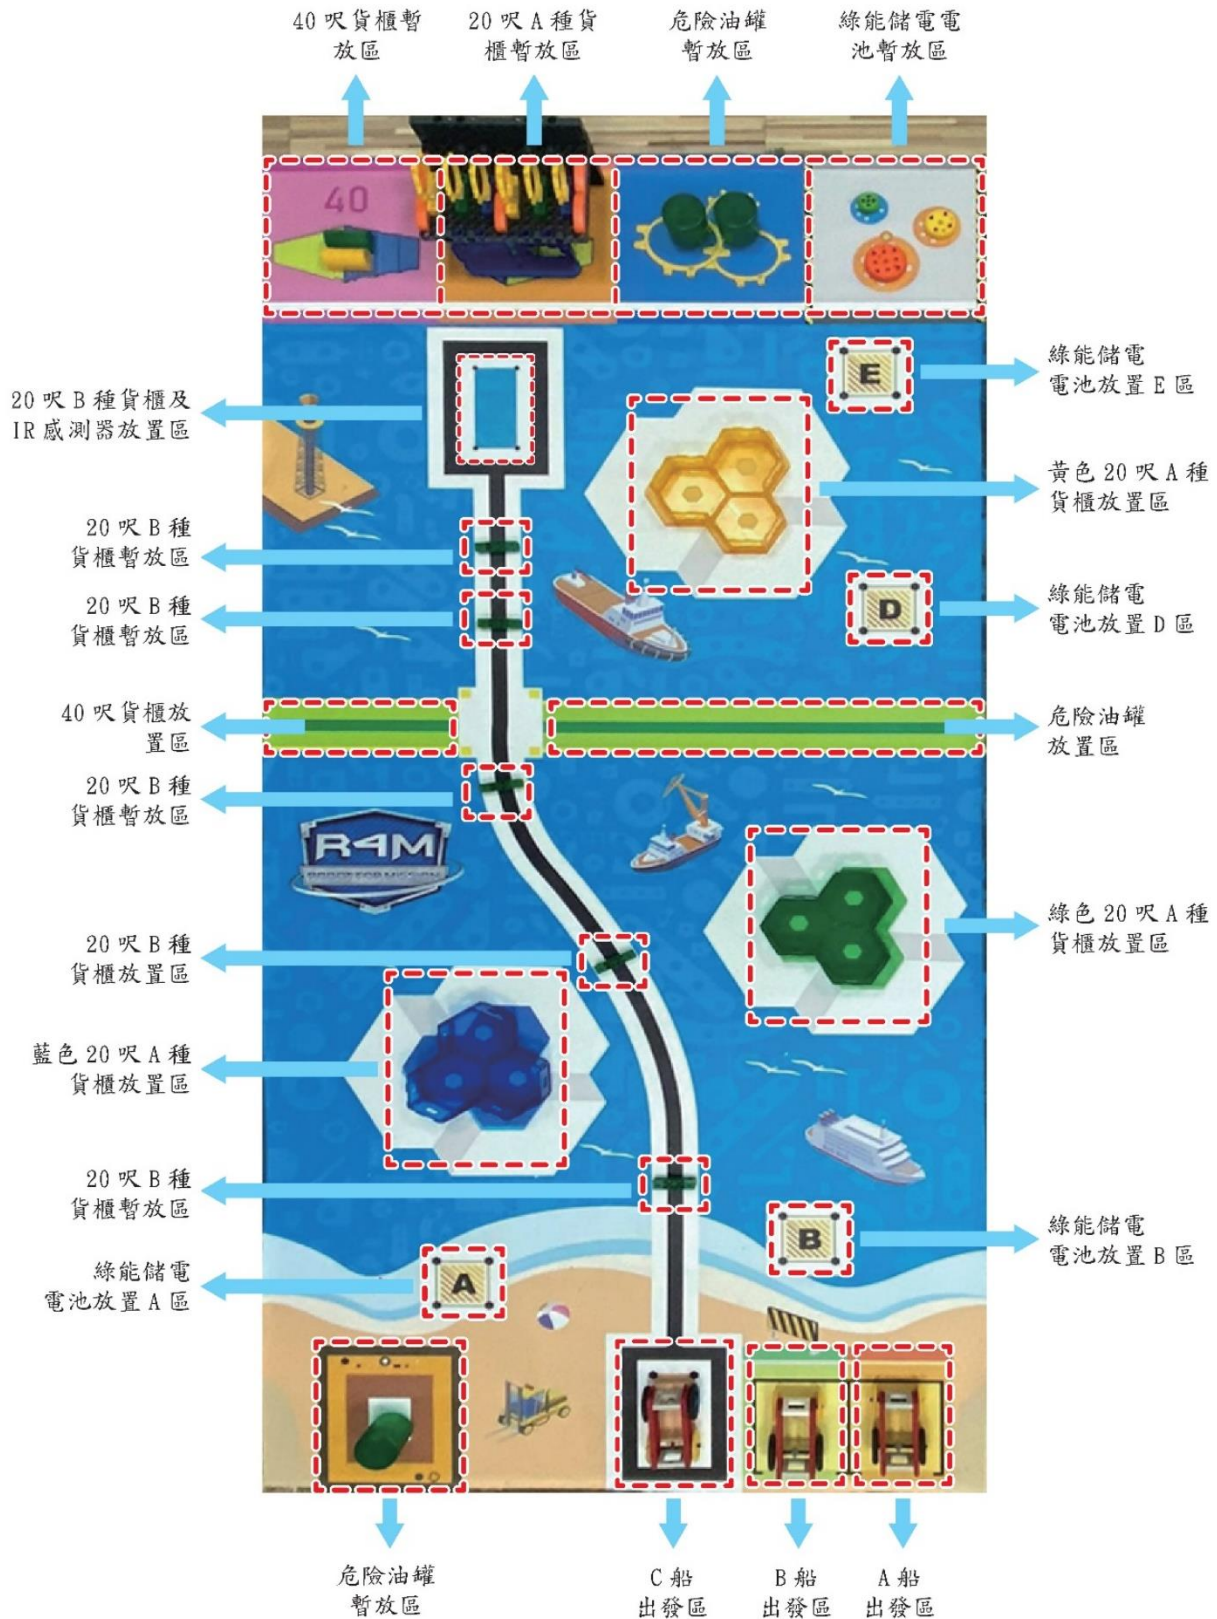 40 呎貨櫃暫
放區
20 呎 A 種貨
櫃暫放區
危險油罐
暫放區
綠能儲電電
池暫放區
40
E
綠能儲電
電池放置 E 區
20 呎 B 種貨櫃及
IR 感測器放置區
黃色 20 呎 A 種
貨櫃放置區
20 呎 B 種
貨櫃暫放區
20 呎 B 種
貨櫃暫放區
D
綠能儲電
電池放置 D 區
40 呎貨櫃放
置區
危險油罐
放置區
20 呎 B 種
貨櫃暫放區
R4M
ROBOT FOR MISSION
綠色 20 呎 A 種
貨櫃放置區
20 呎 B 種
貨櫃放置區
藍色 20 呎 A 種
貨櫃放置區
20 呎 B 種
貨櫃暫放區
B
綠能儲電
電池放置 B 區
A
綠能儲電
電池放置 A 區
危險油罐
暫放區
C 船
出發區
B 船
出發區
A 船
出發區